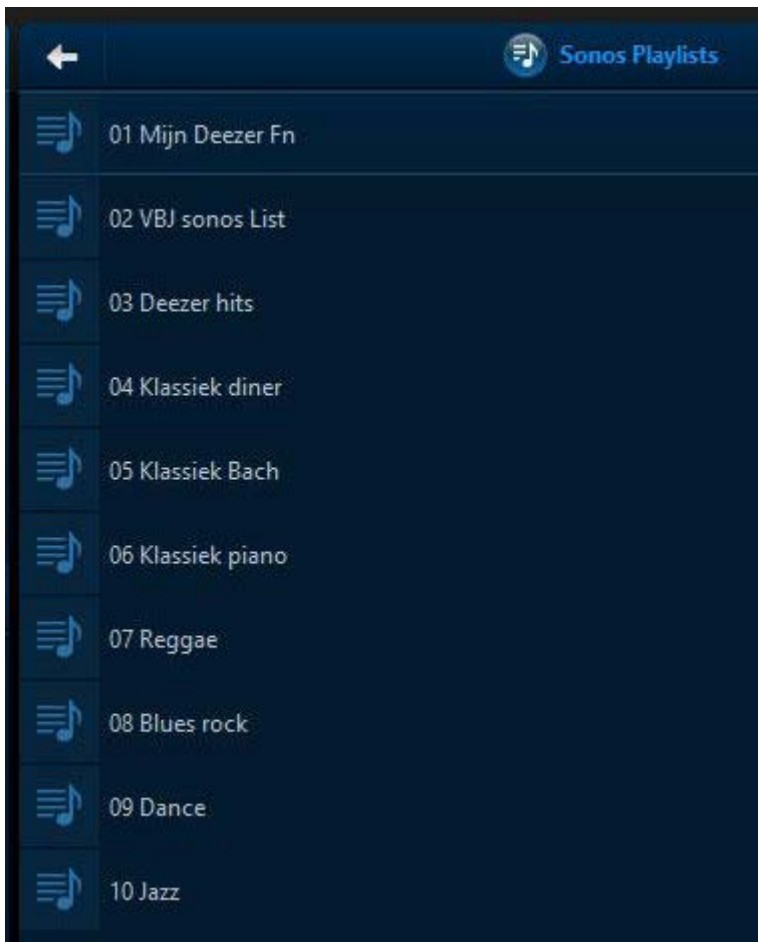 Sonos Playlists
01 Mijn Deezer Fn
02 VBJ sonos List
03 Deezer hits
04 Klassiek diner
05 Klassiek Bach
06 Klassiek piano
07 Reggae
08 Blues rock
09 Dance
10 Jazz